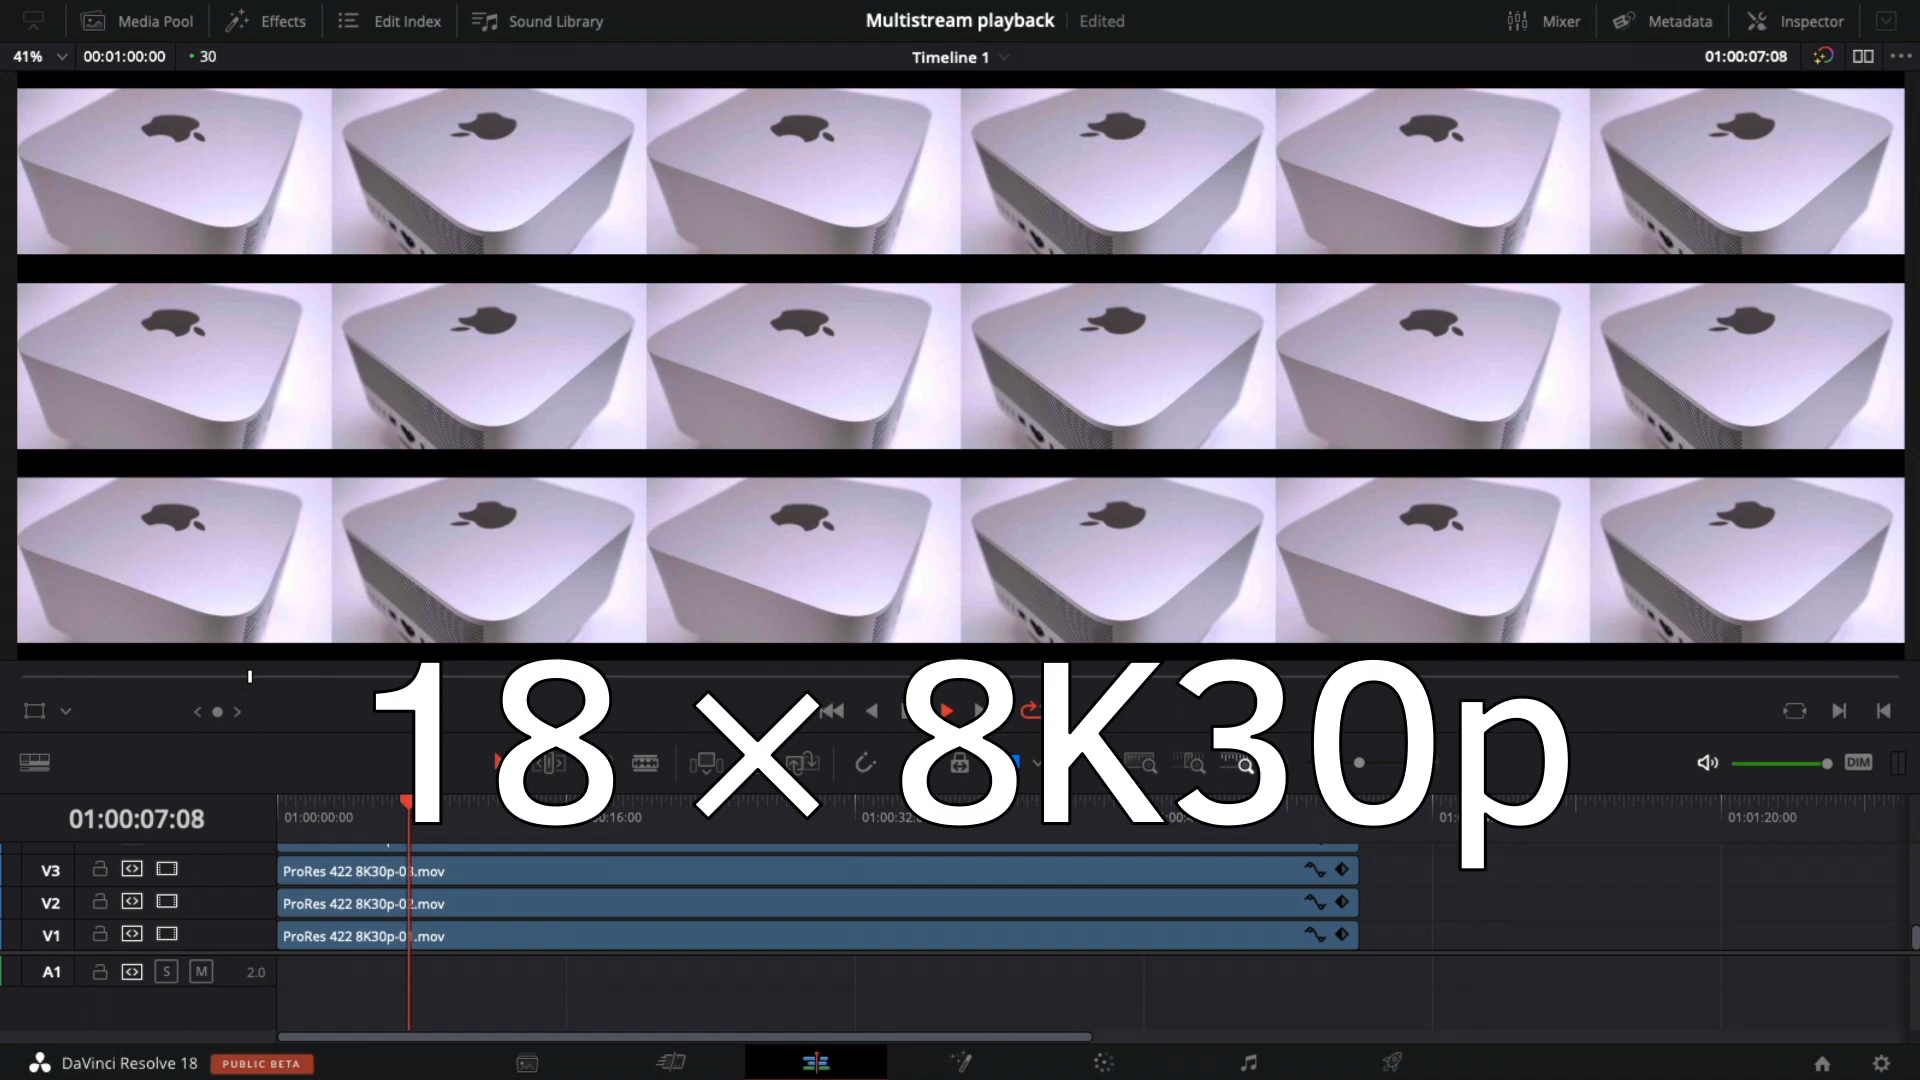 Media Pool Effects Edit Index Sound Library Multistream playback Edited Mixer Metadata Inspector
41% 00:01:00:00 30 Timeline 1 01:00:07:08
18 × 8K30p
DIM
01:00:07:08 01:00:00:00 01:00:32: 01:01:20:00
V3 ProRes 422 8K30p-03.mov
V2 ProRes 422 8K30p-02.mov
V1 ProRes 422 8K30p-01.mov
A1 S M 2.0
DaVinci Resolve 18 PUBLIC BETA